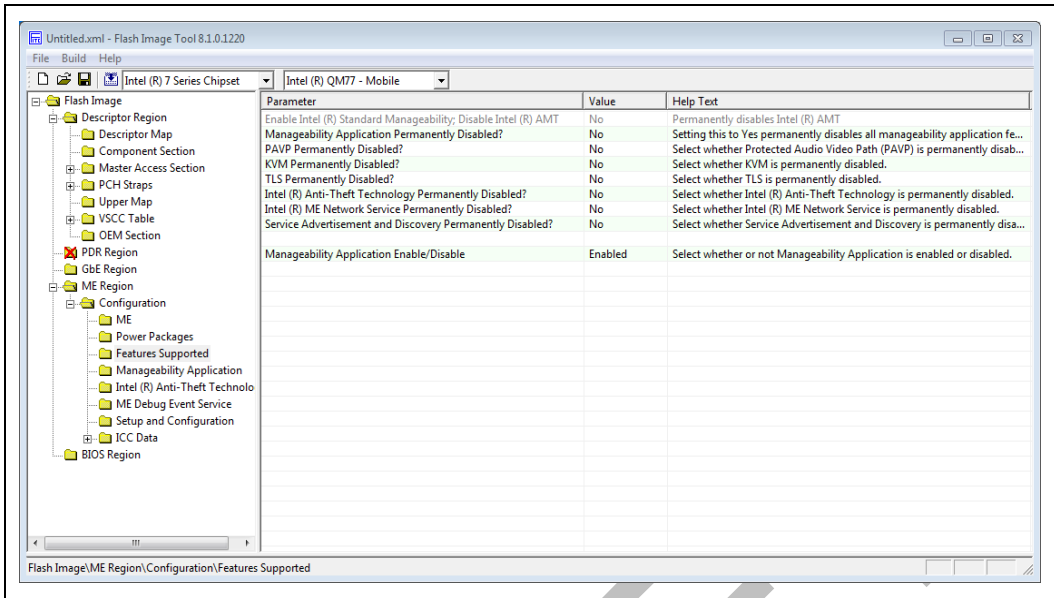 Untitled.xml - Flash Image Tool 8.1.0.1220
File Build Help
Intel (R) 7 Series Chipset Intel (R) QM77 - Mobile
Flash Image
Descriptor Region
Descriptor Map
Component Section
Master Access Section
PCH Straps
Upper Map
VSCC Table
OEM Section
PDR Region
GbE Region
ME Region
Configuration
ME
Power Packages
Features Supported
Manageability Application
Intel (R) Anti-Theft Technolo
ME Debug Event Service
Setup and Configuration
ICC Data
BIOS Region
Parameter Value Help Text
Enable Intel (R) Standard Manageability; Disable Intel (R) AMT No Permanently disables Intel (R) AMT
Manageability Application Permanently Disabled? No Setting this to Yes permanently disables all manageability application fe...
PAVP Permanently Disabled? No Select whether Protected Audio Video Path (PAVP) is permanently disab...
KVM Permanently Disabled? No Select whether KVM is permanently disabled.
TLS Permanently Disabled? No Select whether TLS is permanently disabled.
Intel (R) Anti-Theft Technology Permanently Disabled? No Select whether Intel (R) Anti-Theft Technology is permanently disabled.
Intel (R) ME Network Service Permanently Disabled? No Select whether Intel (R) ME Network Service is permanently disabled.
Service Advertisement and Discovery Permanently Disabled? No Select whether Service Advertisement and Discovery is permanently disa...
Manageability Application Enable/Disable Enabled Select whether or not Manageability Application is enabled or disabled.
Flash Image\ME Region\Configuration\Features Supported